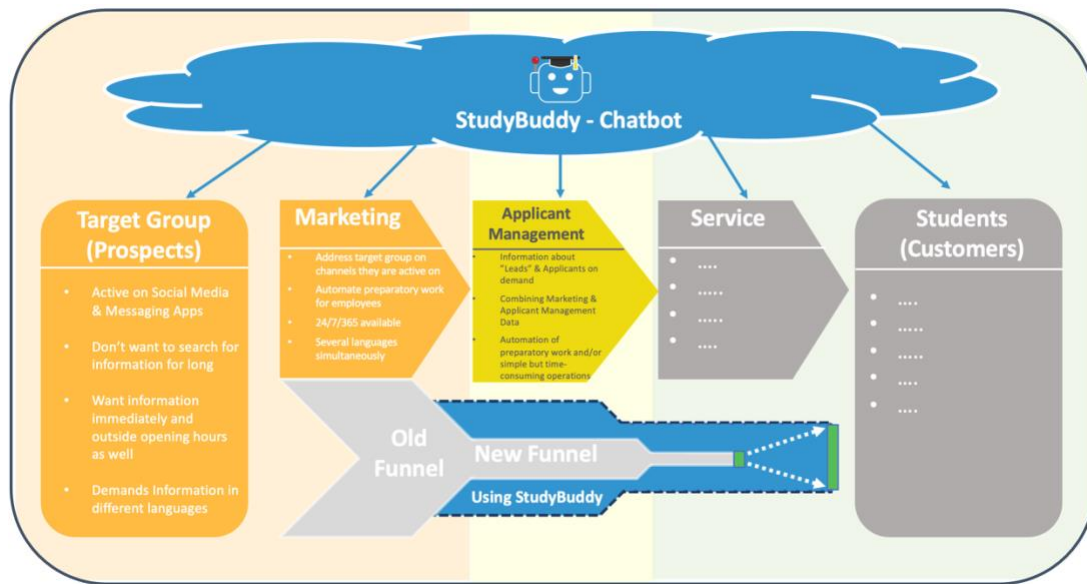 StudyBuddy - Chatbot
Target Group
(Prospects)
• Active on Social Media
& Messaging Apps
• Don't want to search for
information for long
• Want information
immediately and
outside opening hours
as well
• Demands Information in
different languages
Marketing
• Address target group on
channels they are active on
• Automate preparatory work
for employees
• 24/7/365 available
• Several languages
simultaneously
Applicant
Management
• Information about
"Leads" & Applicants on
demand
• Combining Marketing &
Applicant Management
Data
• Automation of
preparatory work and/or
simple but time-
consuming operations
Service
• ....
• .....
• .....
• ....
Students
(Customers)
• ....
• .....
• .....
• ....
• ....
Old
Funnel
New Funnel
Using StudyBuddy